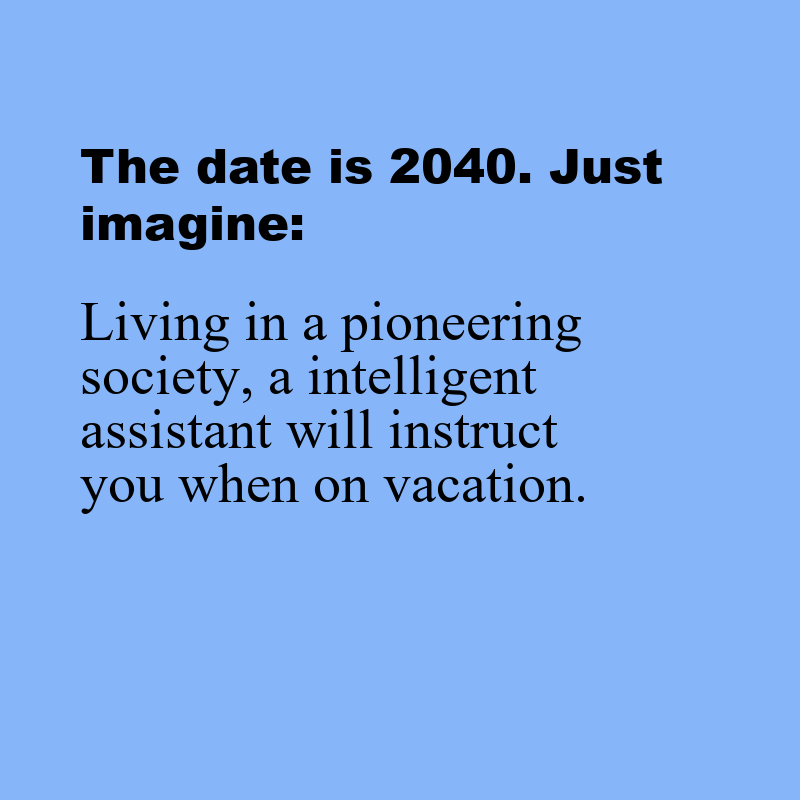 The date is 2040. Just
imagine:
Living in a pioneering
society, a intelligent
assistant will instruct
you when on vacation.